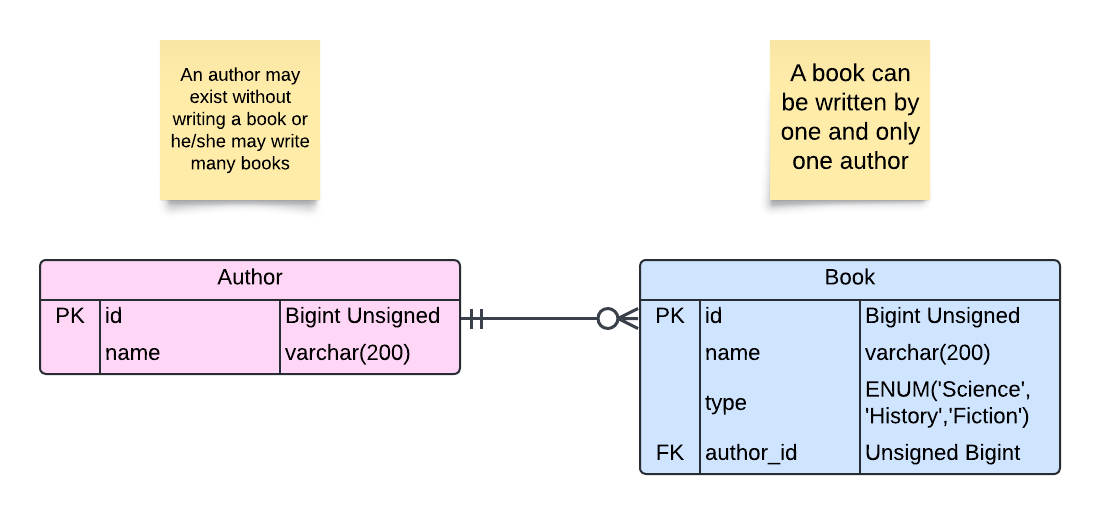 An author may
exist without
writing a book or
he/she may write
many books
A book can
be written by
one and only
one author
Author
PK id Bigint Unsigned
name varchar(200)
Book
PK id Bigint Unsigned
name varchar(200)
type ENUM('Science',
'History','Fiction')
FK author_id Unsigned Bigint